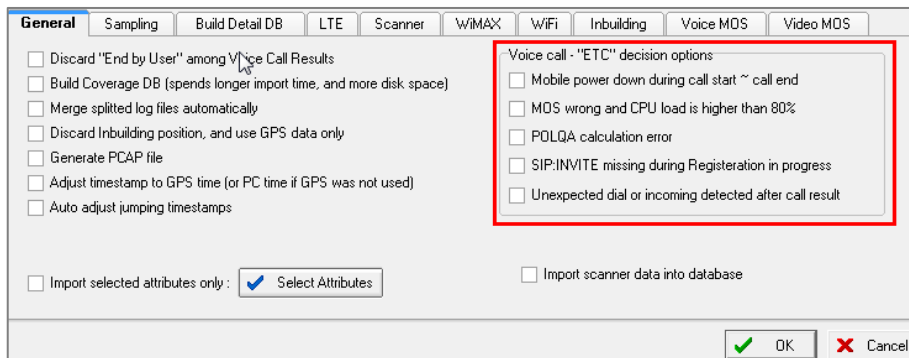 General
Sampling
Build Detail DB
LTE
Scanner
WiMAX
WiFi
Inbuilding
Voice MOS
Video MOS
Discard "End by User" among Voice Call Results
Build Coverage DB (spends longer import time, and more disk space)
Merge splitted log files automatically
Discard Inbuilding position, and use GPS data only
Generate PCAP file
Adjust timestamp to GPS time (or PC time if GPS was not used)
Auto adjust jumping timestamps
Voice call - "ETC" decision options
Mobile power down during call start ~ call end
MOS wrong and CPU load is higher than 80%
POLQA calculation error
SIP:INVITE missing during Registeration in progress
Unexpected dial or incoming detected after call result
Import selected attributes only :
Select Attributes
Import scanner data into database
OK
Cancel